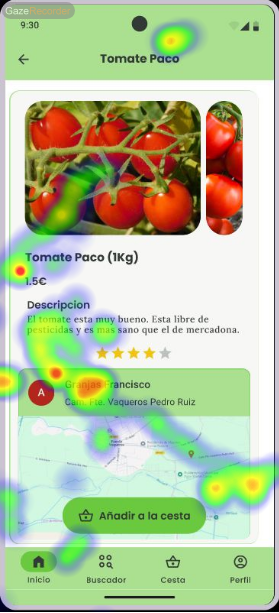 GazeRecorder
9:30
Tomate Paco
Tomate Paco (1Kg)
1.5€
Descripcion
El tomate esta muy bueno. Esta libre de
pesticidas y es mas sano que el de mercadona.
A
Granjas Francisco
Cam. Pte. Vaqueros Pedro Ruiz
Añadir a la cesta
Inicio
Buscador
Cesta
Perfil